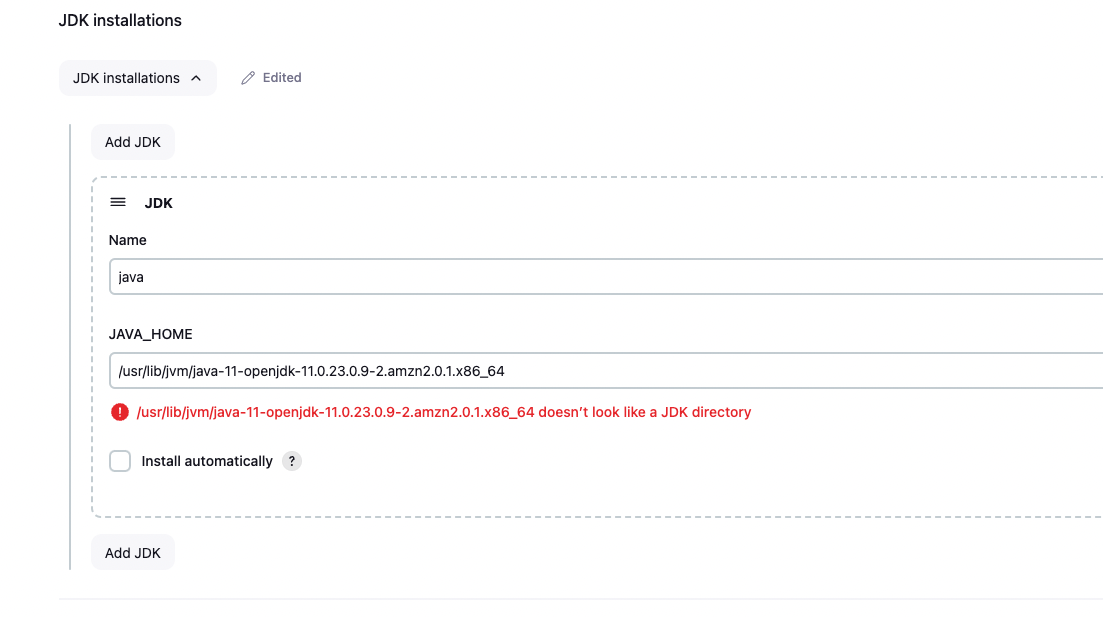 JDK installations
JDK installations
Edited
Add JDK
JDK
Name
java
JAVA_HOME
/usr/lib/jvm/java-11-openjdk-11.0.23.0.9-2.amzn2.0.1.x86_64
/usr/lib/jvm/java-11-openjdk-11.0.23.0.9-2.amzn2.0.1.x86_64 doesn’t look like a JDK directory
Install automatically ?
Add JDK